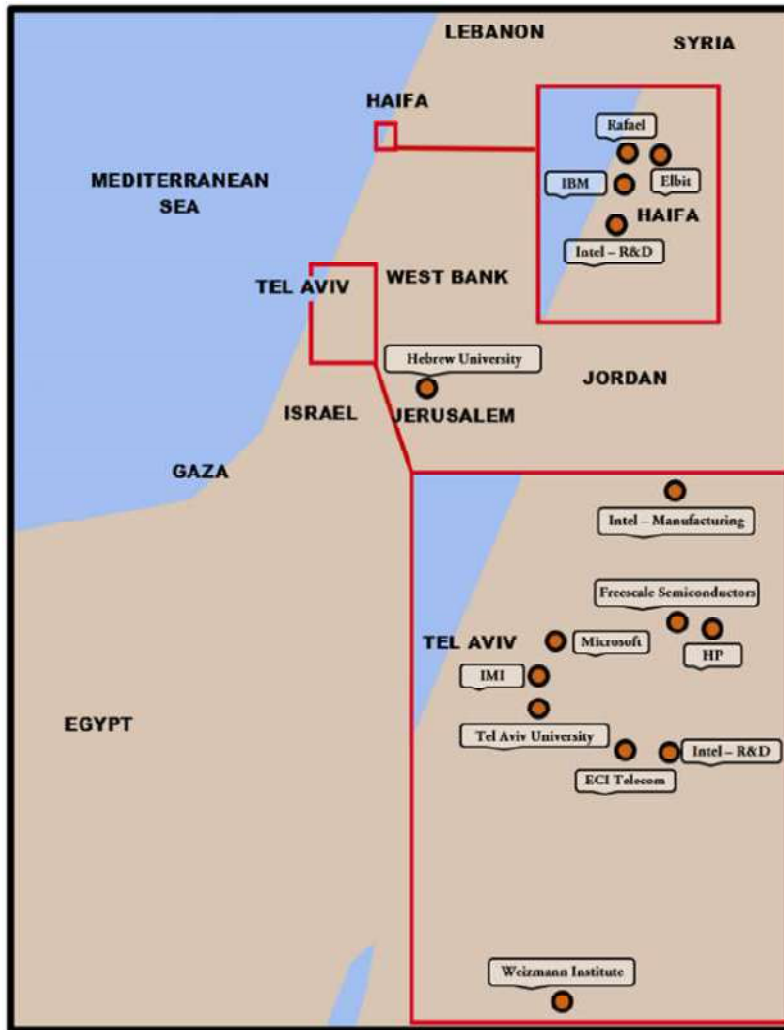 LEBANON
SYRIA
HAIFA
Rafael
MEDITERRANEAN
SEA
IBM
Elbit
HAIFA
Intel – R&D
TEL AVIV
WEST BANK
Hebrew University
JORDAN
ISRAEL
JERUSALEM
GAZA
Intel – Manufacturing
Freescale Semiconductors
TEL AVIV
Microsoft
HP
IMI
EGYPT
Tel Aviv University
Intel – R&D
ECI Telecom
Weizmann Institute